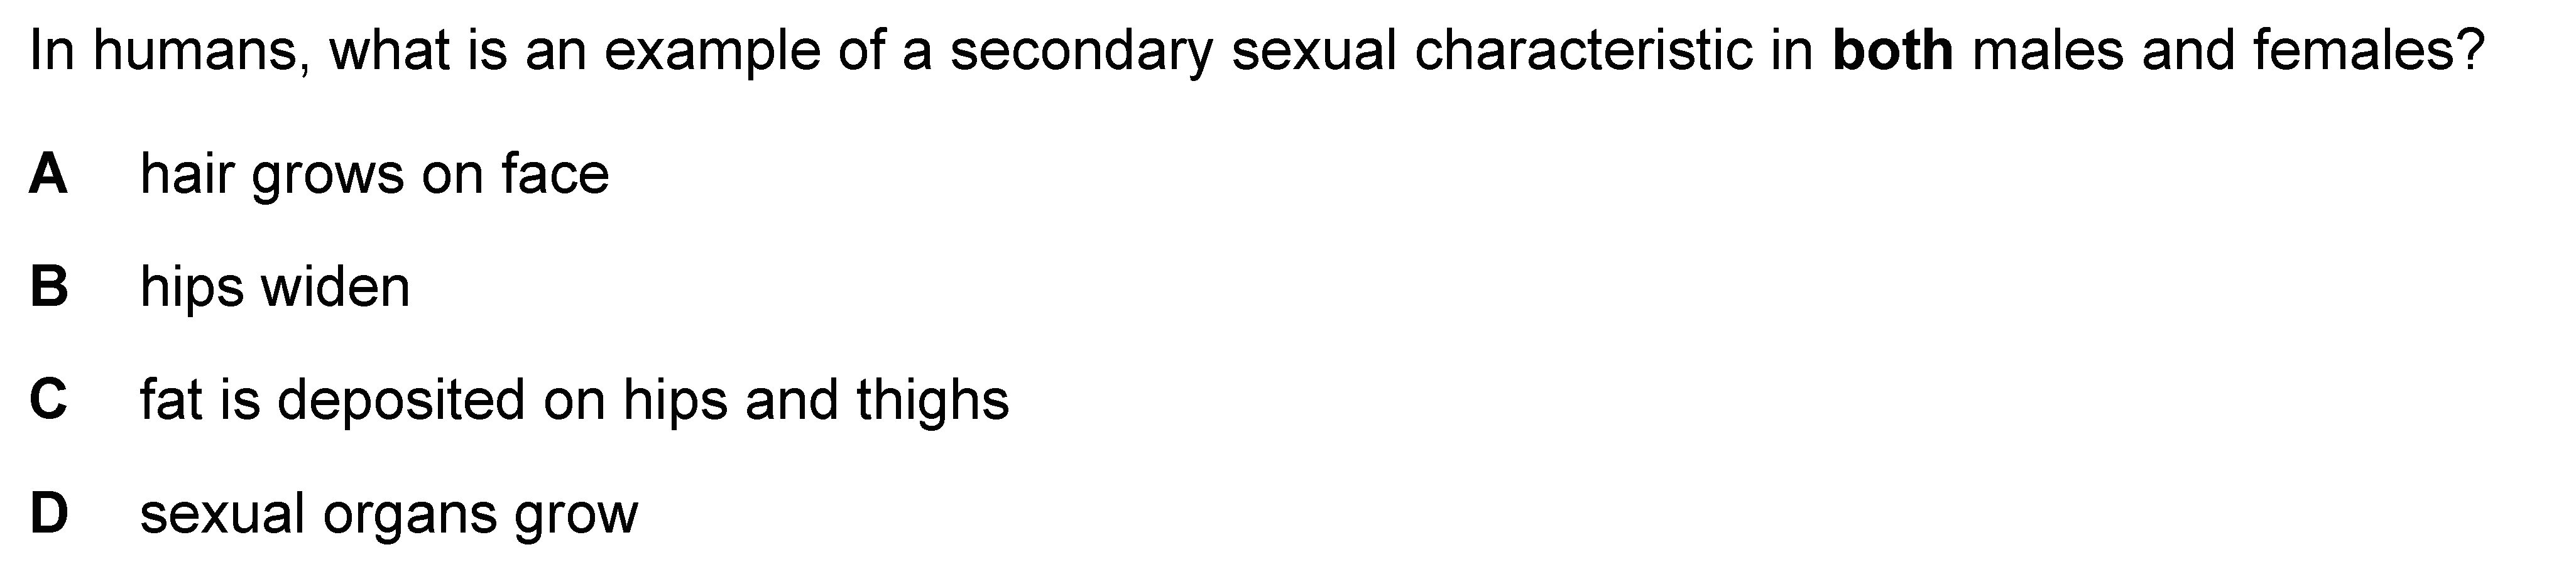 In humans, what is an example of a secondary sexual characteristic in both males and females?
A hair grows on face
B hips widen
C fat is deposited on hips and thighs
D sexual organs grow